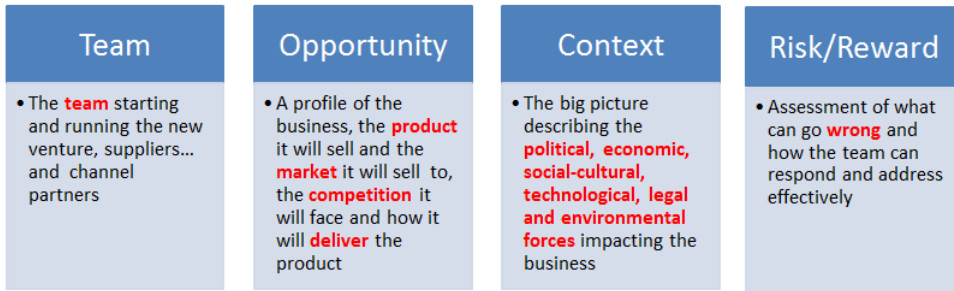 Team
• The team starting
and running the new
venture, suppliers...
and channel
partners
Opportunity
• A profile of the
business, the product
it will sell and the
market it will sell to,
the competition it
will face and how it
will deliver the
product
Context
• The big picture
describing the
political, economic,
social-cultural,
technological, legal
and environmental
forces impacting the
business
Risk/Reward
• Assessment of what
can go wrong and
how the team can
respond and address
effectively